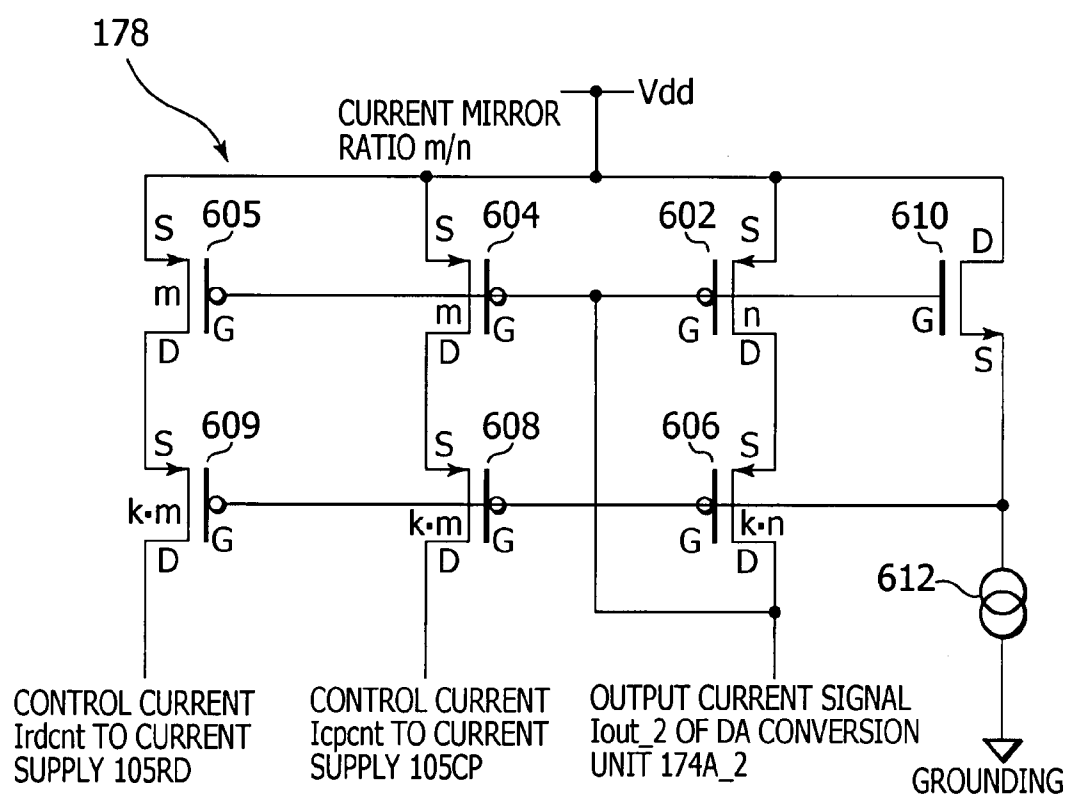 178
Vdd
CURRENT MIRROR
RATIO m/n
605
604
602
610
S
S
S
D
m
m
n
G
G
G
G
D
D
D
S
609
608
606
S
S
S
k·m
k·m
k·n
G
G
G
D
D
D
612
CONTROL CURRENT
Irdcnt TO CURRENT
SUPPLY 105RD
CONTROL CURRENT
Icpcnt TO CURRENT
SUPPLY 105CP
OUTPUT CURRENT SIGNAL
Iout_2 OF DA CONVERSION
UNIT 174A_2
GROUNDING